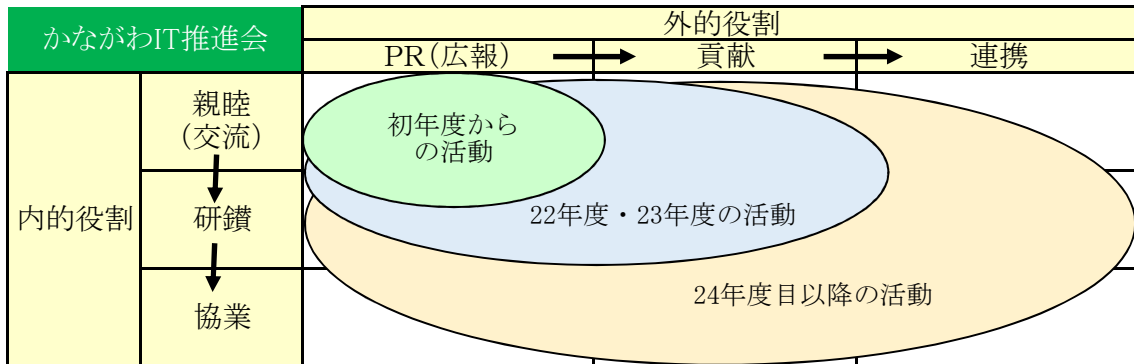 かながわIT推進会
外的役割
PR(広報)
貢献
連携
内的役割
親睦
(交流)
研鑚
協業
初年度から
の活動
22年度・23年度の活動
24年度目以降の活動